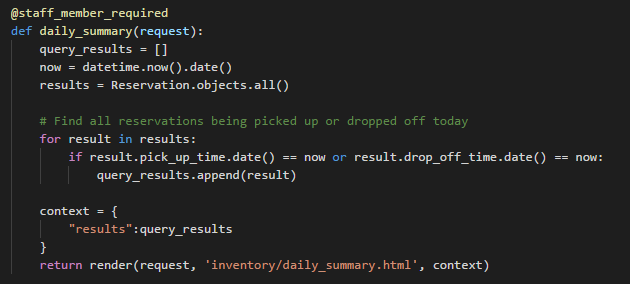 @staff_member_required
def daily_summary(request):
    query_results = []
    now = datetime.now().date()
    results = Reservation.objects.all()

    # Find all reservations being picked up or dropped off today
    for result in results:
        if result.pick_up_time.date() == now or result.drop_off_time.date() == now:
            query_results.append(result)

    context = {
        "results":query_results
    }
    return render(request, 'inventory/daily_summary.html', context)